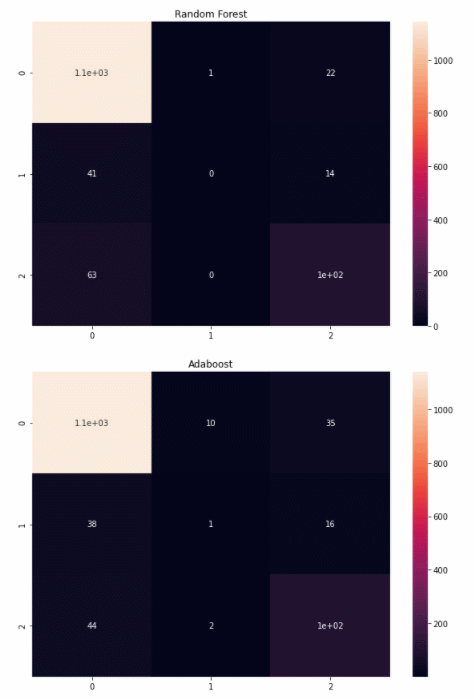 Random Forest
0 1.1e+03 1 22
1 41 0 14
2 63 0 1e+02
0 1 2
1000
800
600
400
200
0
Adaboost
0 1.1e+03 10 35
1 38 1 16
2 44 2 1e+02
0 1 2
1000
800
600
400
200